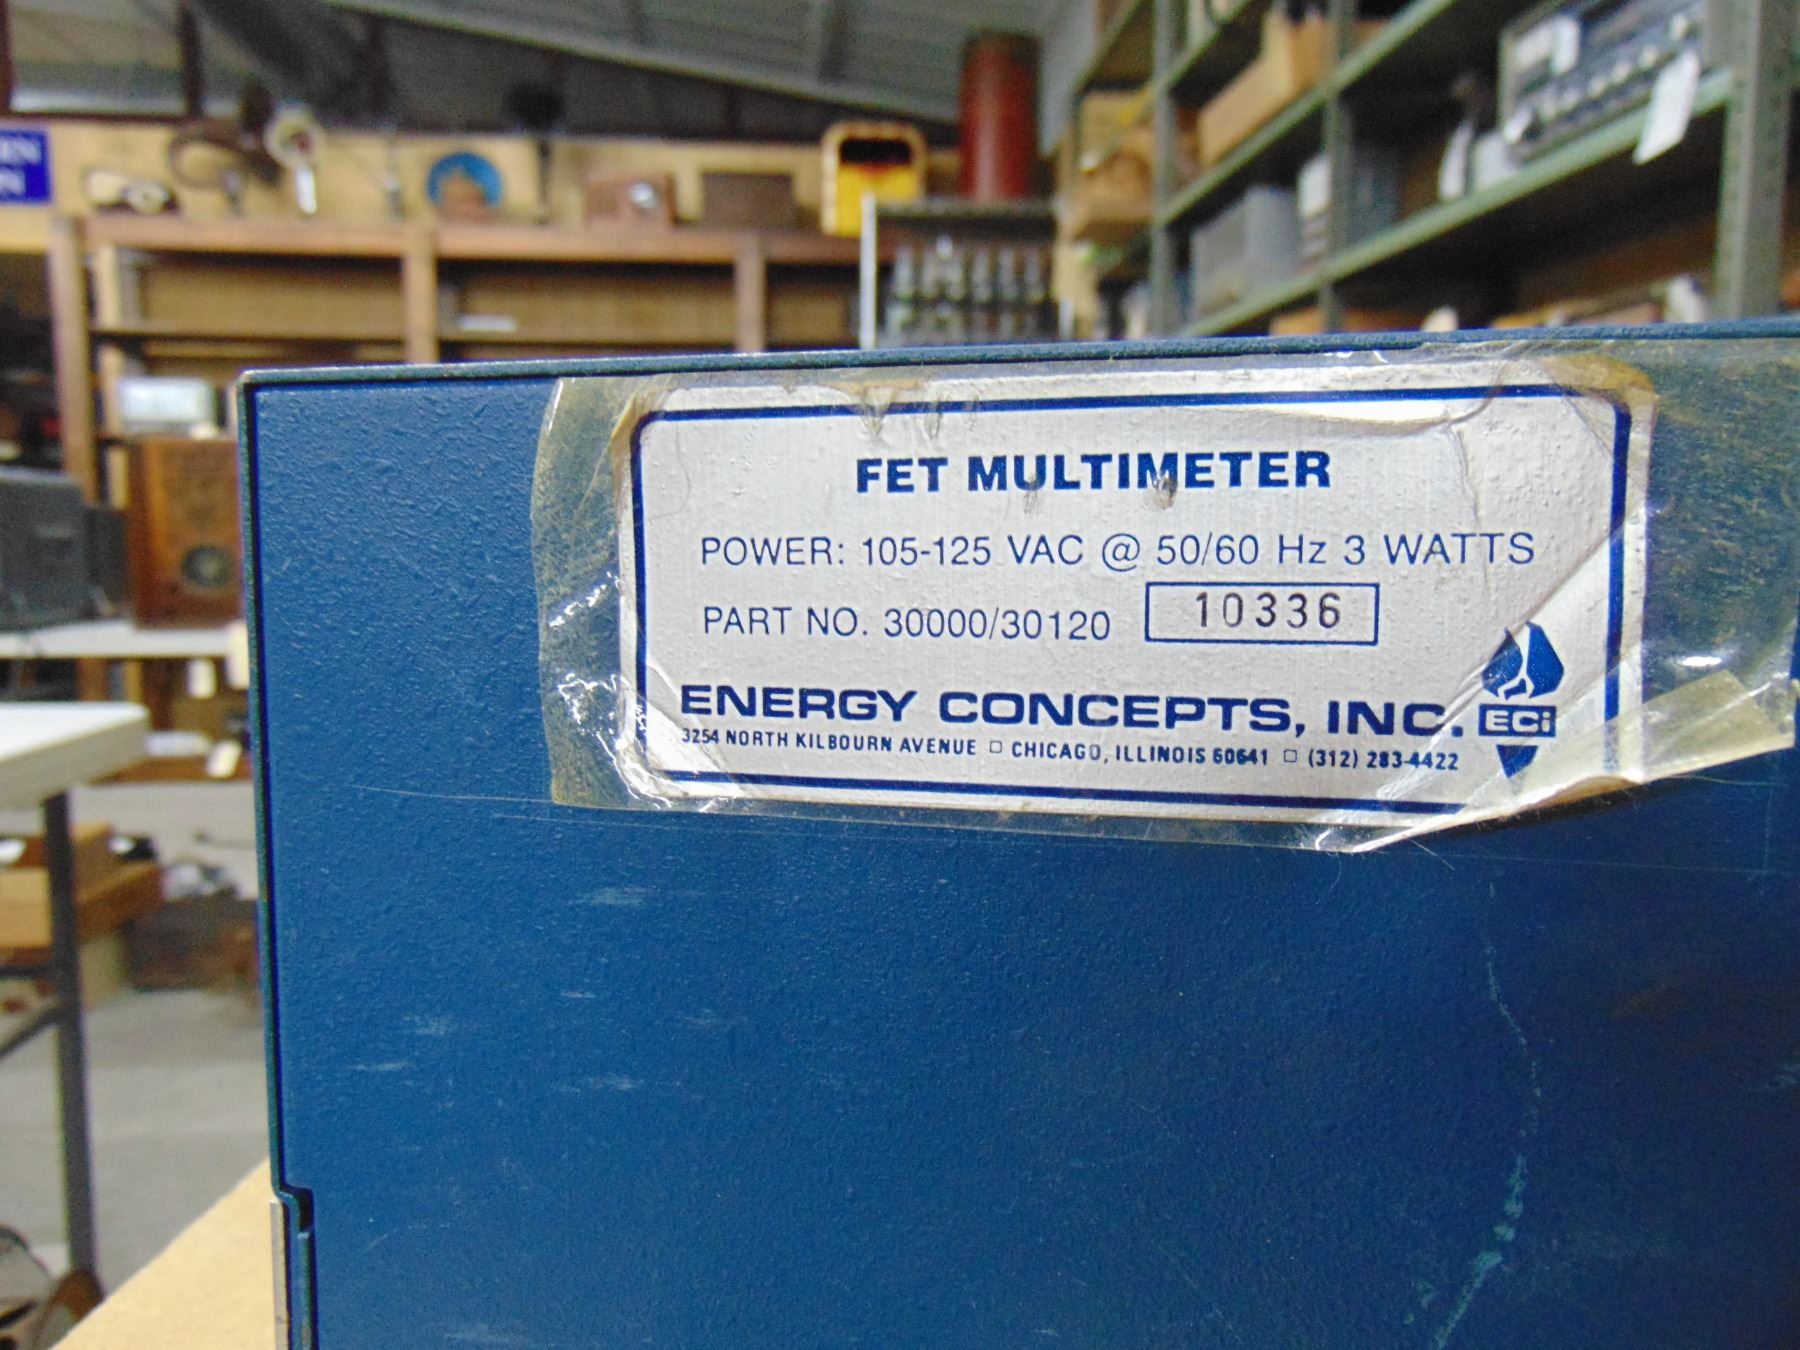 RN
N
FET MULTIMETER
POWER: 105-125 VAC @ 50/60 Hz 3 WATTS
PART NO. 30000/30120 10336
ENERGY CONCEPTS, INC. ECi
3254 NORTH KILBOURN AVENUE □ CHICAGO, ILLINOIS 60641 □ (312) 283-4422